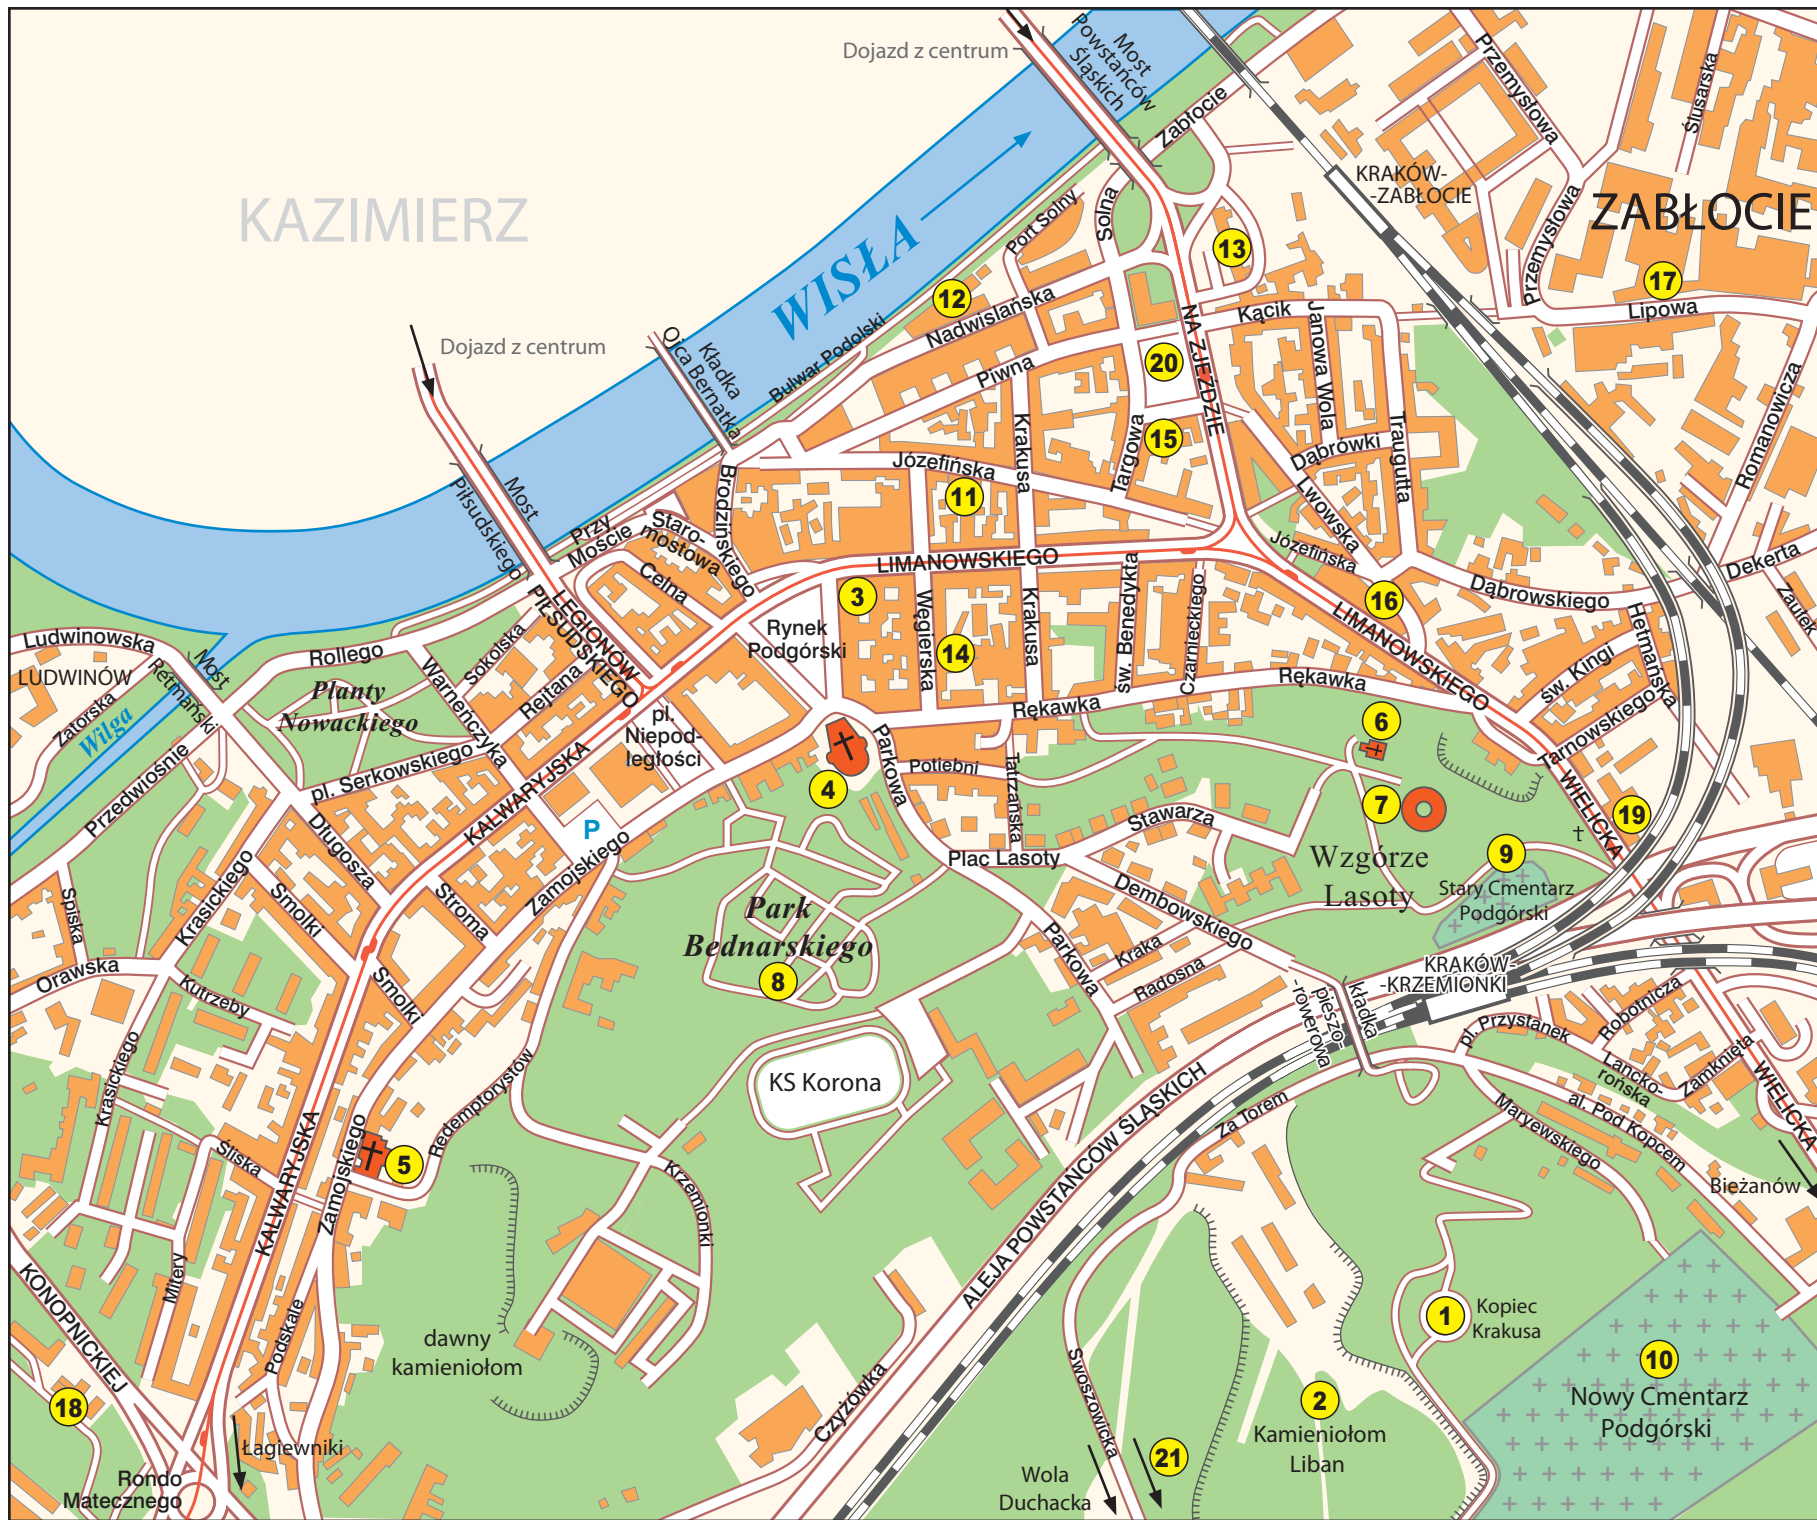 Dojazd z centrum
Most
Powstańców
Śląskich
Zabłocie
Przemysłowa
Ślusarska
KRAKÓW-
-ZABŁOCIE
ZABŁOCIE
Przemysłowa
KAZIMIERZ
WISŁA
Port Solny
Solna
13
17
Lipowa
12
Nadwiślańska
Bulwar Podolski
Dojazd z centrum
Kładka
Ojca Bernatka
Piwna
NA ZJEŹDZIE
Kącik
Janowa Wola
20
Romanowicza
Traugutta
Krakusa
Targowa
15
Dąbrówki
Józefińska
11
Lwowska
Brodzińskiego
Most
Piłsudskiego
Przy
Moście
Staro-
mostowa
Celna
LIMANOWSKIEGO
Józefińska
Dekerta
Dąbrowskiego
Zaułek
3
16
Węgierska
Krakusa
św. Benedykta
Czarnieckiego
LIMANOWSKIEGO
Hetmańska
LEGIONÓW
PIŁSUDSKIEGO
Rynek
Podgórski
14
Ludwinowska
LUDWINÓW
Most
Retmański
Rollego
Sokolska
Warneńczyka
Rejtana
Planty
Nowackiego
Zatorska
Wilga
Przedwiośnie
pl. Serkowskiego
KALWARYJSKA
pl.
Niepod-
ległości
Rękawka
Rękawka
św. Kingi
Tarnowskiego
6
Parkowa
Potlebni
Tatrzańska
4
7
WIELICKA
19
P
Długosza
Stawarza
Plac Lasoty
Wzgórze
Lasoty
9
Stary Cmentarz
Podgórski
Zamojskiego
Krasickiego
Smolki
Stroma
Spiska
Park
Bednarskiego
8
Dembowskiego
Kraka
Parkowa
Radosna
Orawska
Kutrzeby
Smolki
KRAKÓW
-KRZEMIONKI
kładka
pieszo-
-rowerowa
Robotnicza
pl. Przystanek
Lancko-
rońska
Zamknięta
WIELICKA
KS Korona
Krasickiego
Redemptorystów
Zamojskiego
5
Śliska
Krzemionki
ALEJA POWSTAŃCÓW ŚLĄSKICH
Za Torem
Maryewskiego
al. Pod Kopcem
Bieżanów
KALWARYJSKA
Mitery
KONOPNICKIEJ
Podskale
dawny
kamieniołom
1
Kopiec
Krakusa
10
Nowy Cmentarz
Podgórski
18
Łagiewniki
Rondo
Matecznego
Czyżówka
Swoszowicka
2
Kamieniołom
Liban
21
Wola
Duchacka